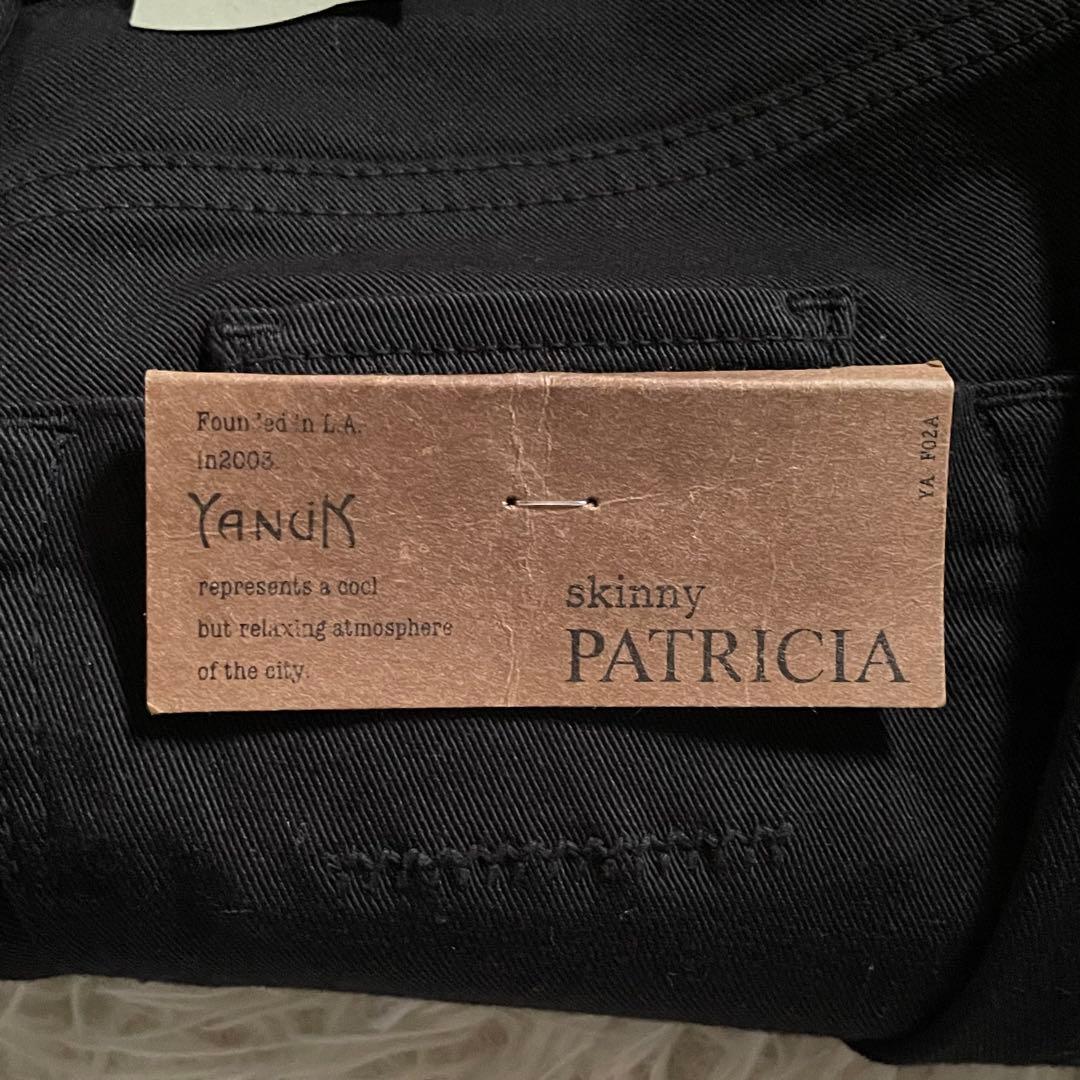 Founded in L.A.
in2003.
YANUK
represents a cool
but relaxing atmosphere
of the city.
skinny
PATRICIA
YA F02A